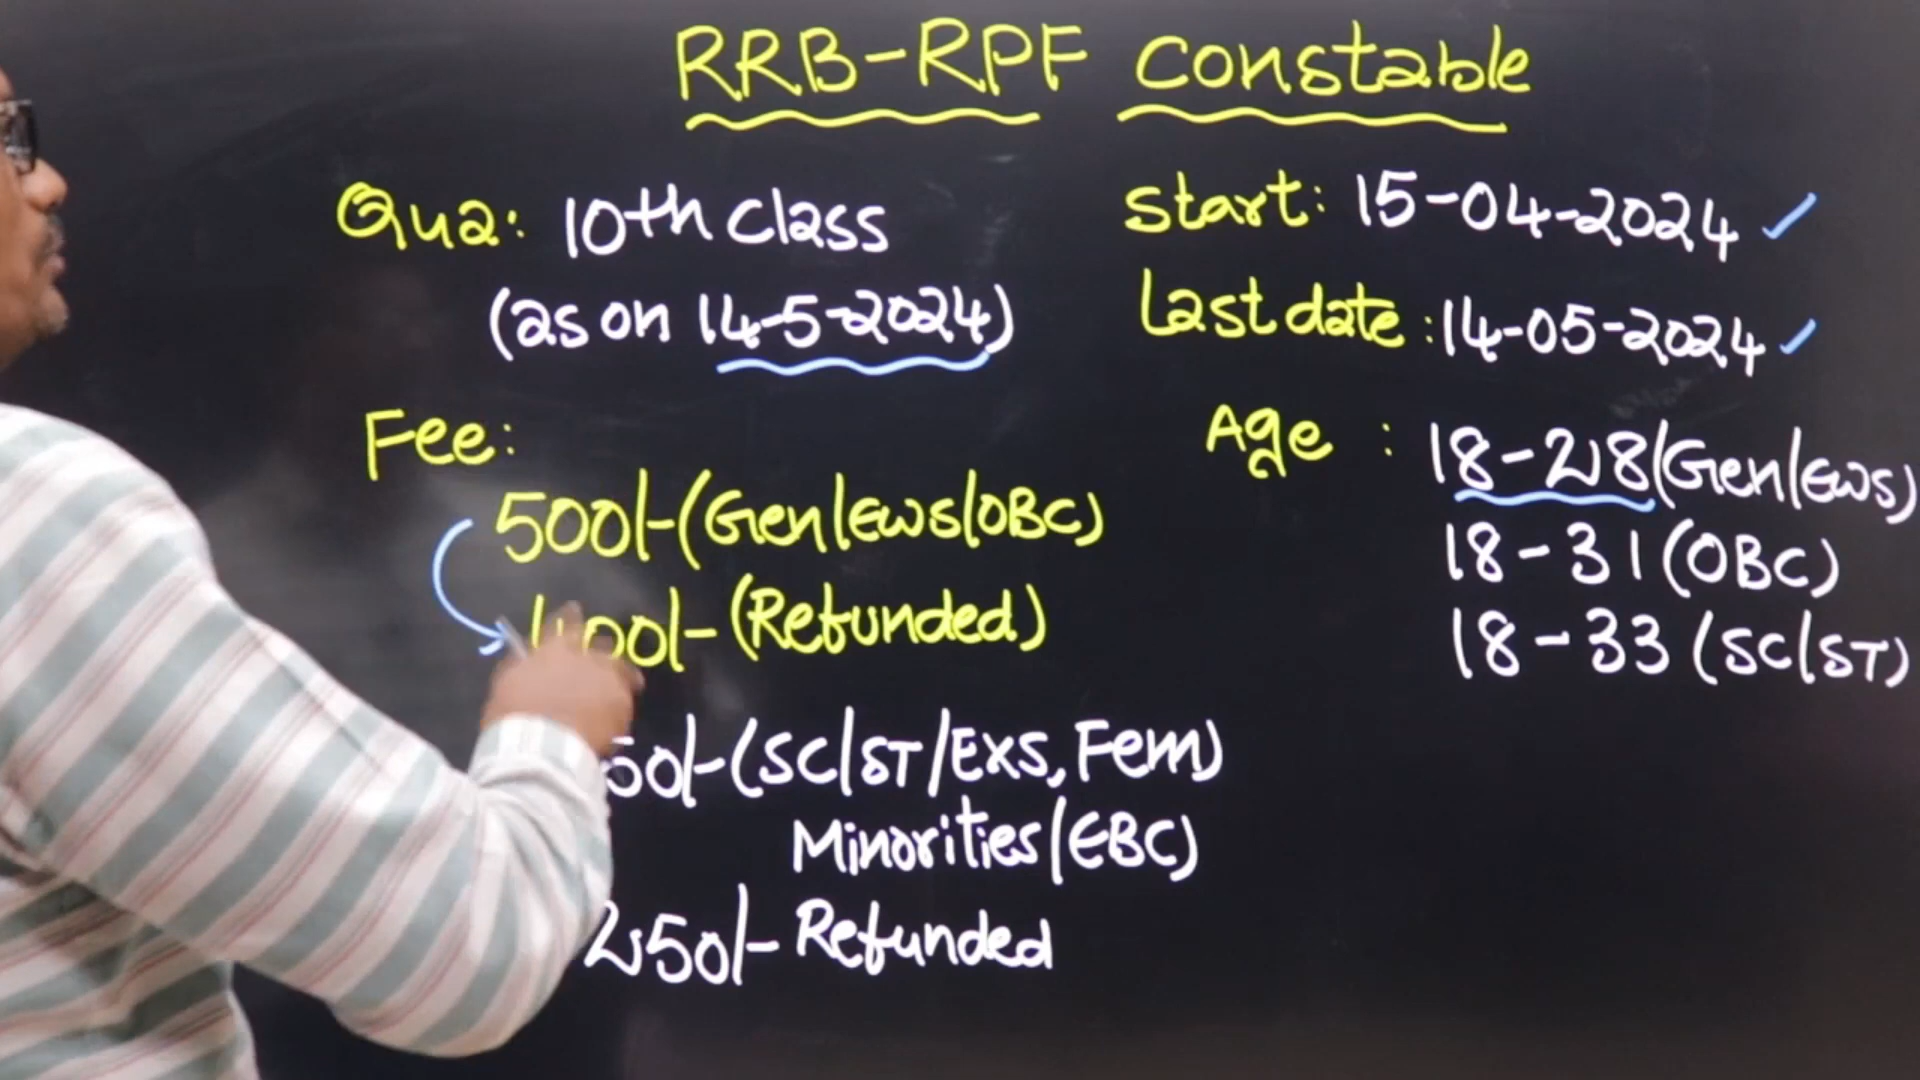 RRB-RPF Constable
Qua: 10th Class
(as on 14-5-2024)
Fee:
500/-(Gen/EWS/OBC)
400/-(Refunded)
50/-(SC/ST/EXS, Fem)
Minorities/EBC)
250/- Refunded
Start: 15-04-2024
Last date: 14-05-2024
Age : 18-28(Gen/EWS)
18-31(OBC)
18-33(SC/ST)